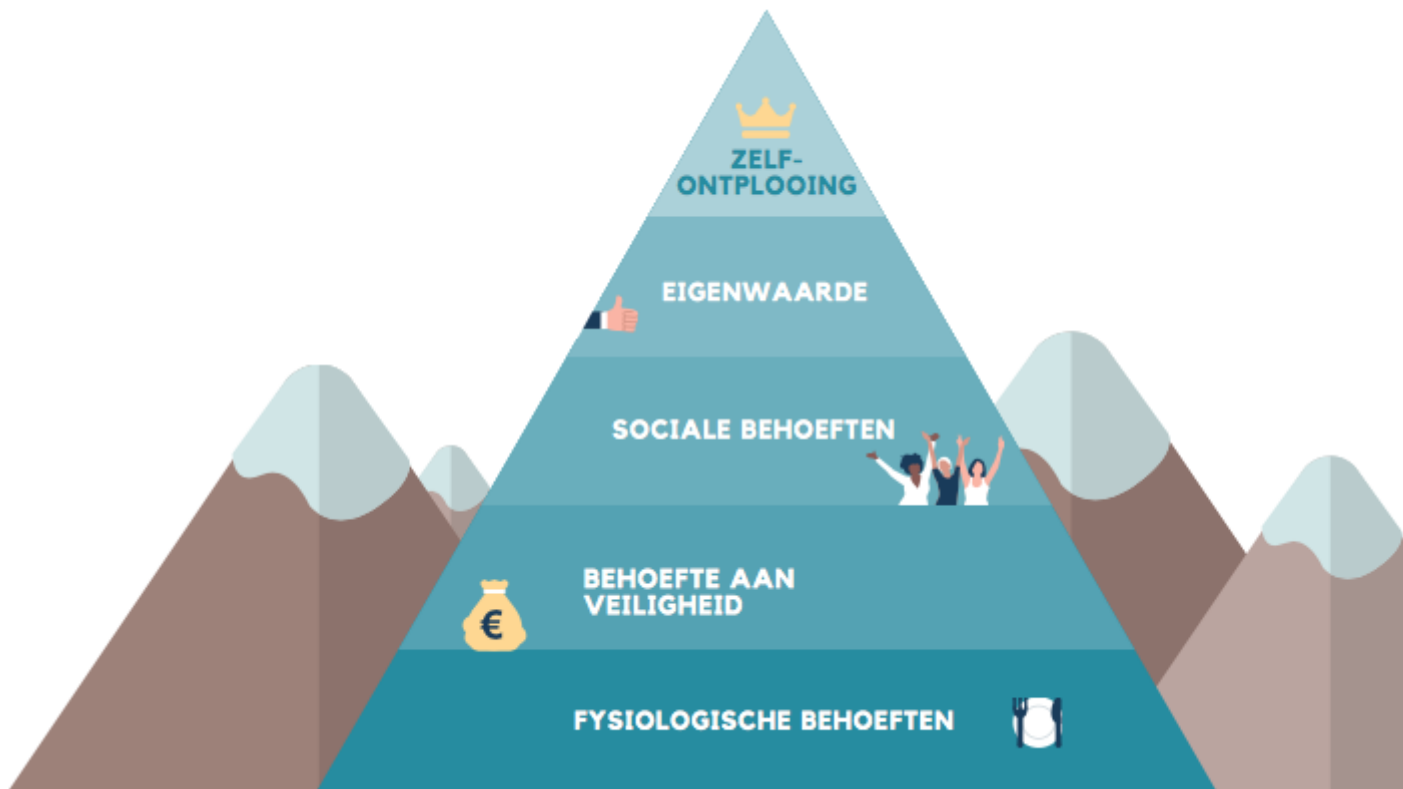 ZELF-
ONTPLOOING
EIGENWAARDE
SOCIALE BEHOEFTEN
BEHOEFTE AAN
VEILIGHEID
€
FYSIOLOGISCHE BEHOEFTEN